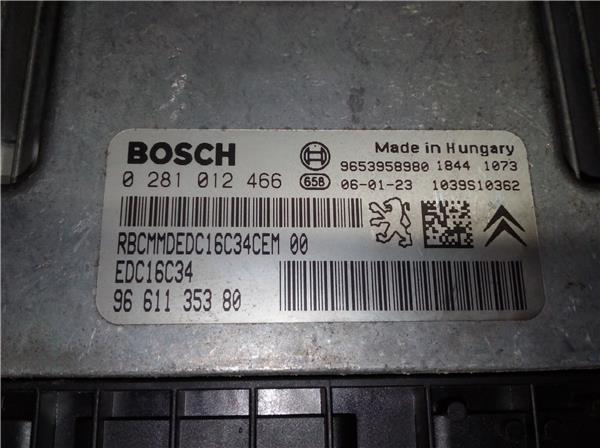 BOSCH
Made in Hungary
9653958980 1844 1073
0 281 012 466 65B 06-01-23 1039S10362
RBCMMDEDC16C34CEM 00
EDC16C34
96 611 353 80